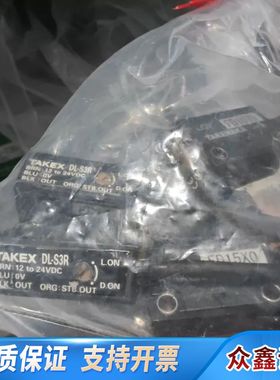 TAKEX DL-S3R
BRN: 12 to 24VDC
BLU: 0V
BLK: OUT ORG: STB.OUT
L.ON
D.ON
TAKEX DL-S3R
BRN: 12 to 24VDC
BLU: 0V
BLK: OUT ORG: STB.OUT
L.ON
D.ON
质保证 支持开票
众鑫